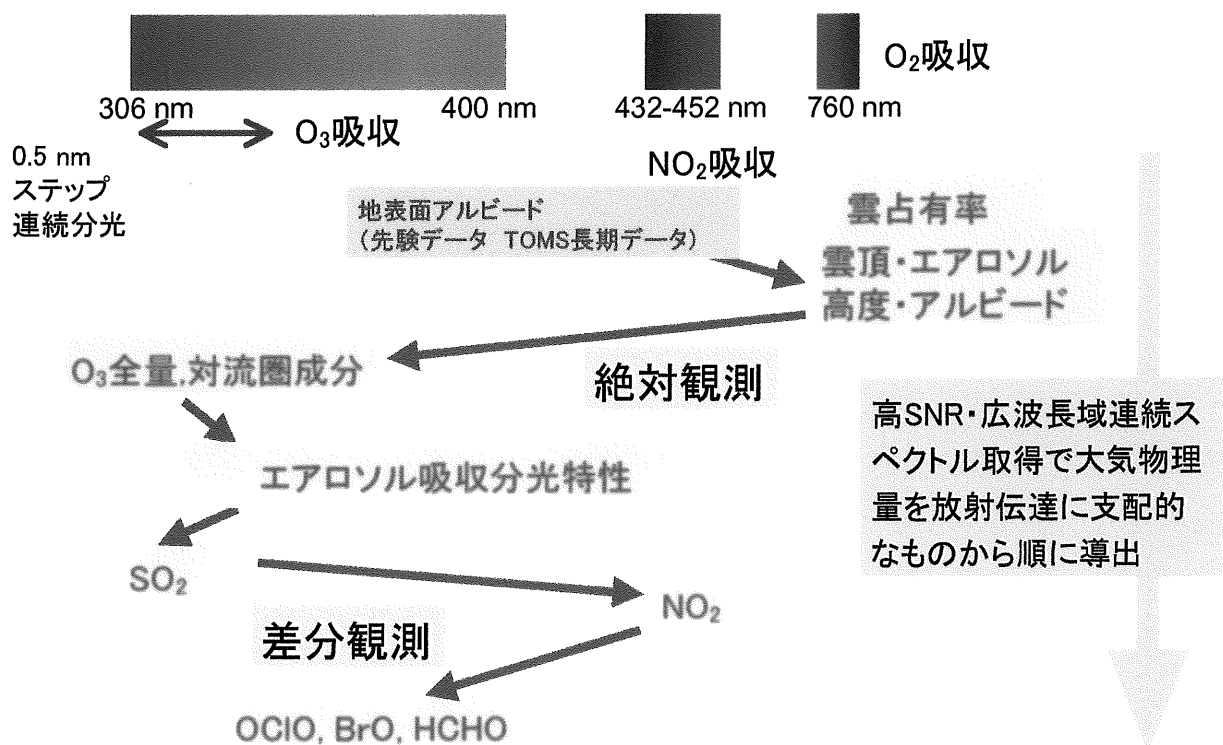 O₂吸収
306 nm
400 nm
432-452 nm
760 nm
O₃吸収
NO₂吸収
0.5 nm
ステップ
連続分光
地表面アルビード
(先験データ TOMS長期データ)
雲占有率
雲頂・エアロソル
高度・アルビード
O₃全量,対流圏成分
絶対観測
高SNR・広波長域連続ス
ペクトル取得で大気物理
量を放射伝達に支配的
なものから順に導出
エアロソル吸収分光特性
SO₂
NO₂
差分観測
OClO, BrO, HCHO